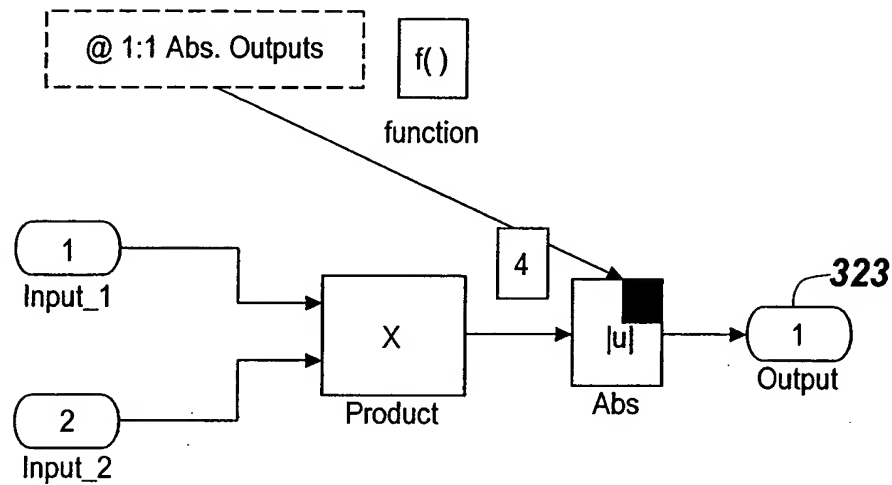 @ 1:1 Abs. Outputs
f( )
function
4
1
Input_1
X
Product
|u|
Abs
323
1
Output
2
Input_2